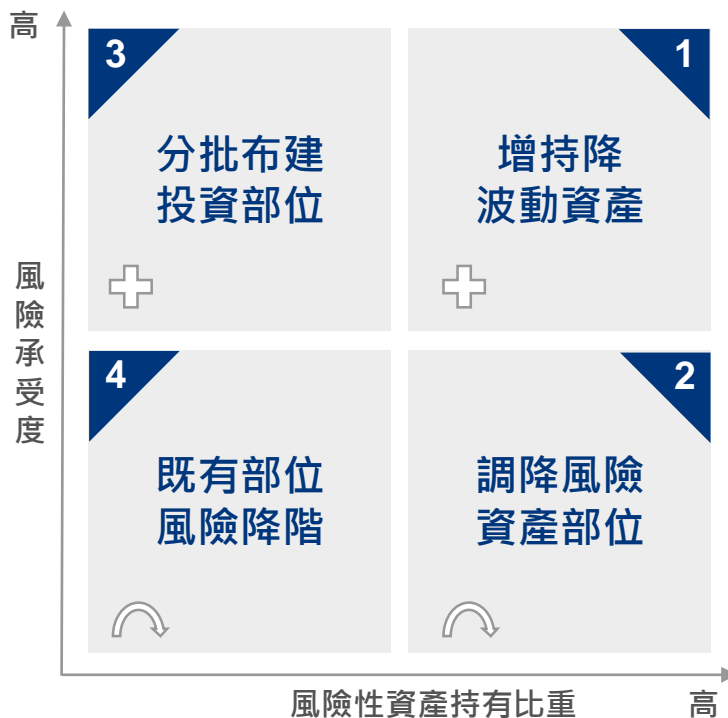 高
3
分批布建
投資部位
1
增持降
波動資產
風險承受度
4
既有部位
風險降階
2
調降風險
資產部位
風險性資產持有比重
高